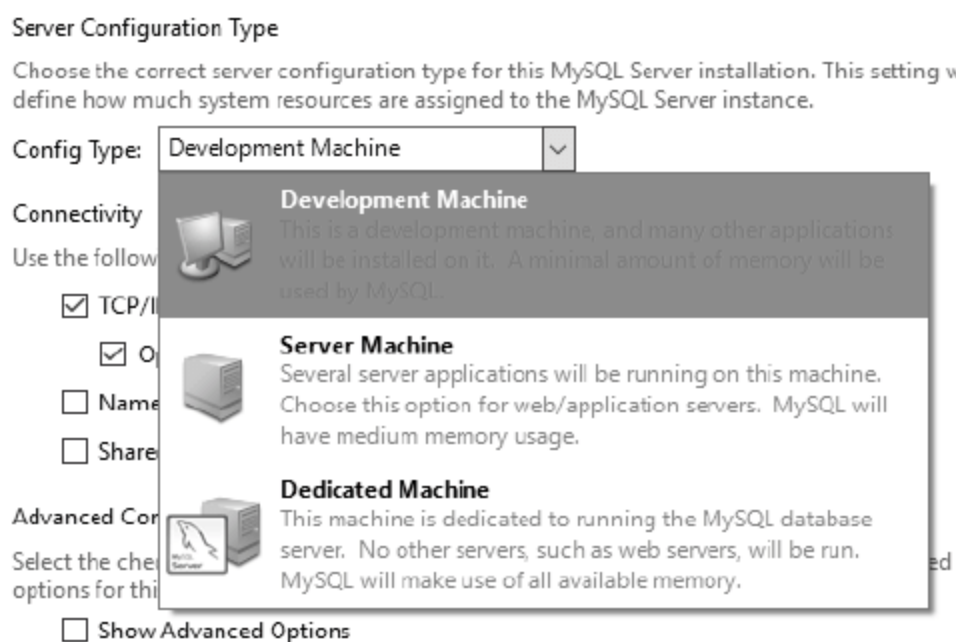 Server Configuration Type
Choose the correct server configuration type for this MySQL Server installation. This setting w
define how much system resources are assigned to the MySQL Server instance.
Config Type: Development Machine
Development Machine
Connectivity
This is a development machine, and many other applications
Use the follow
will be installed on it. A minimal amount of memory will be
used by MySQL.
TCP/I
Server Machine
Op
Several server applications will be running on this machine.
Name
Choose this option for web/application servers. MySQL will
have medium memory usage.
Share
Dedicated Machine
Advanced Cor
This machine is dedicated to running the MySQL database
MySQL
Server
server. No other servers, such as web servers, will be run.
Select the che
ed
MySQL will make use of all available memory.
options for thi
Show Advanced Options